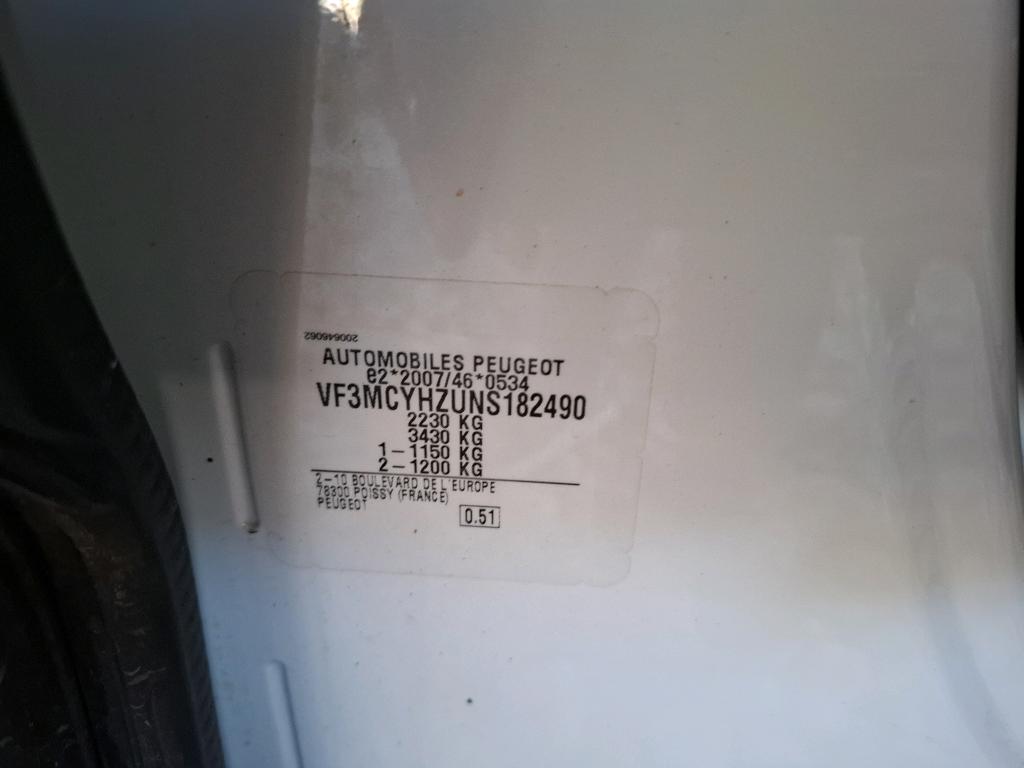 200646062
AUTOMOBILES PEUGEOT
e2*2007/46*0534
VF3MCYHZUNS182490
2230 KG
3430 KG
1-1150 KG
2-1200 KG
2-10 BOULEVARD DE L'EUROPE
78300 POISSY (FRANCE)
PEUGEOT
0.51